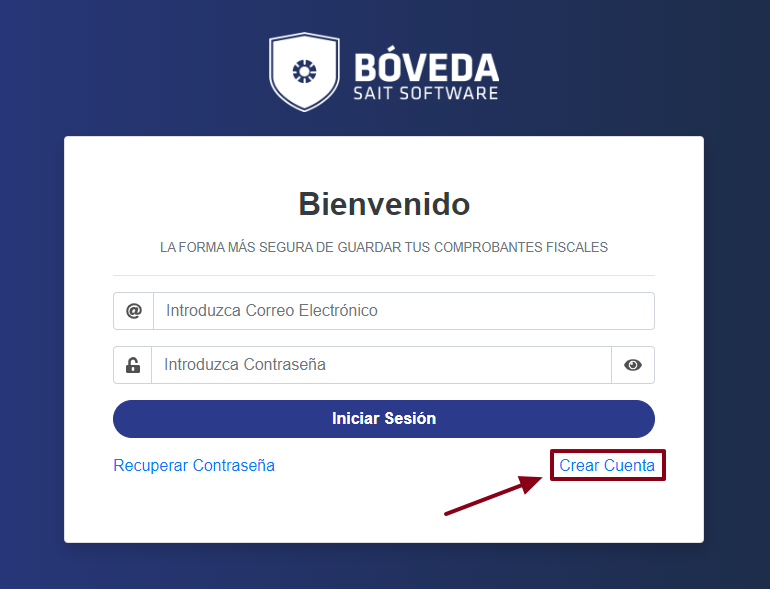 BÓVEDA
SAIT SOFTWARE
Bienvenido
LA FORMA MÁS SEGURA DE GUARDAR TUS COMPROBANTES FISCALES
@ Introduzca Correo Electrónico
Introduzca Contraseña
Iniciar Sesión
Recuperar Contraseña Crear Cuenta